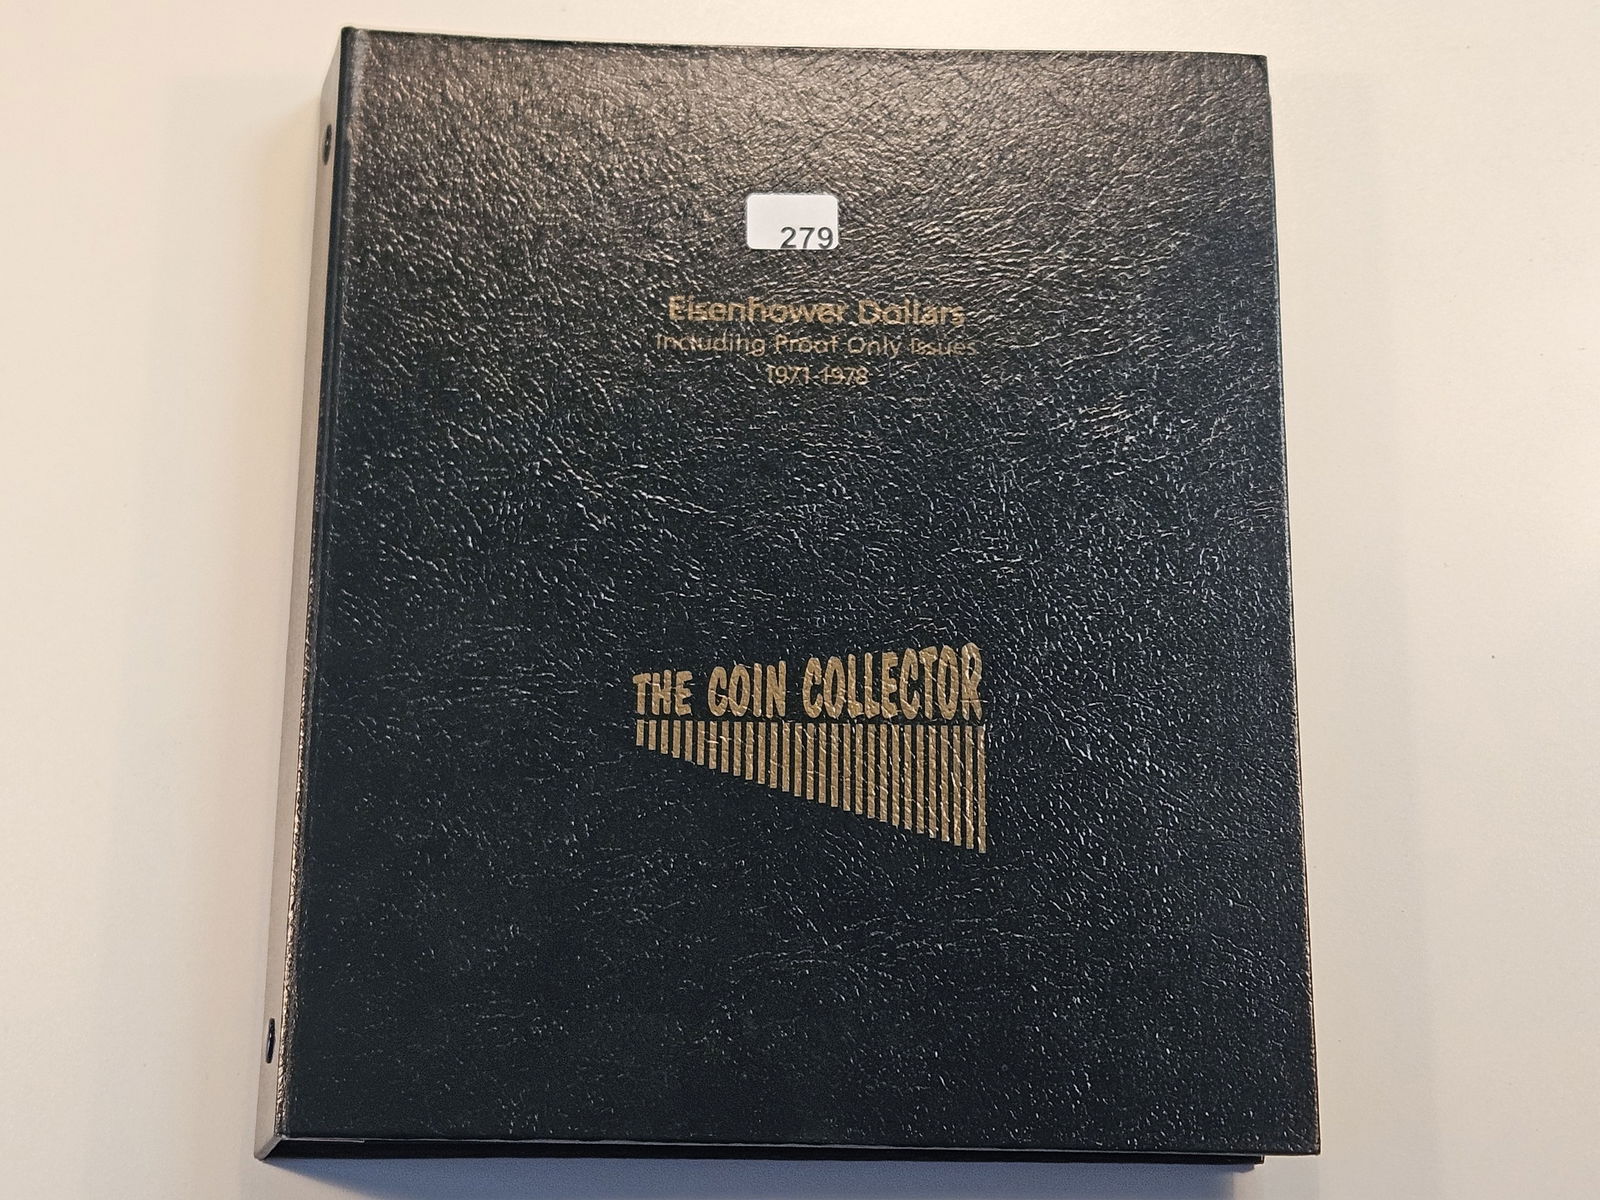 279
Eisenhower Dollars
Including Proof Only Issues
1971-1978
THE COIN COLLECTOR